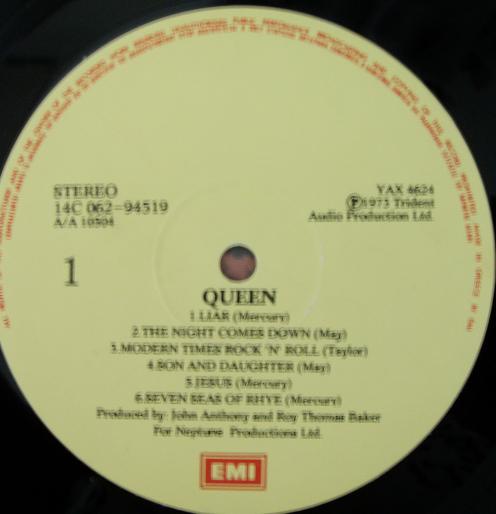 STEREO
14C 062-94519
A/A 10504
YAX 4624
Ⓟ1973 Trident
Audio Production Ltd.
1
QUEEN
1.LIAR (Mercury)
2.THE NIGHT COMES DOWN (May)
3.MODERN TIMES ROCK 'N' ROLL (Taylor)
4.SON AND DAUGHTER (May)
5.JESUS (Mercury)
6.SEVEN SEAS OF RHYE (Mercury)
Produced by John Anthony and Roy Thomas Baker
For Neptune Productions Ltd.
EMI